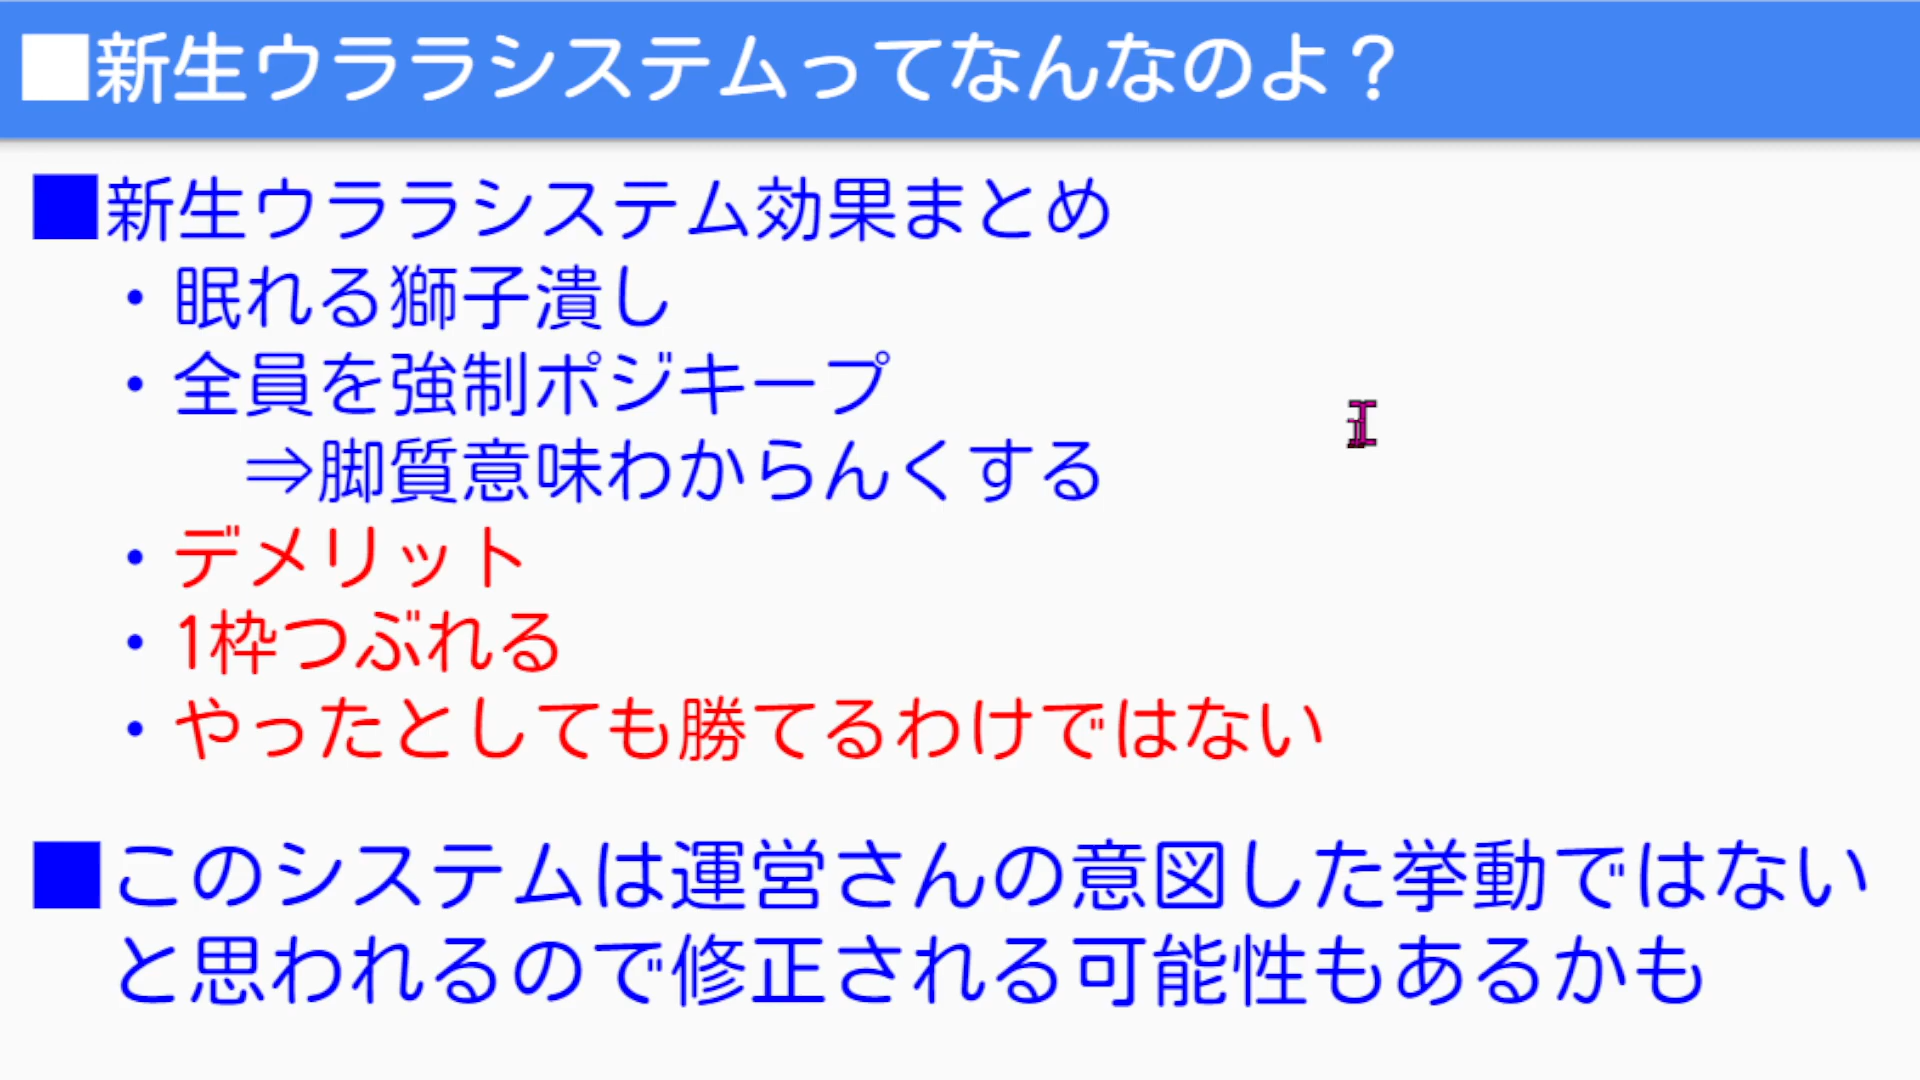 ■新生ウララシステムってなんなのよ？
■新生ウララシステム効果まとめ
・眠れる獅子潰し
・全員を強制ポジキープ
⇒脚質意味わからんくする
・デメリット
・1枠つぶれる
・やったとしても勝てるわけではない
■このシステムは運営さんの意図した挙動ではない
と思われるので修正される可能性もあるかも